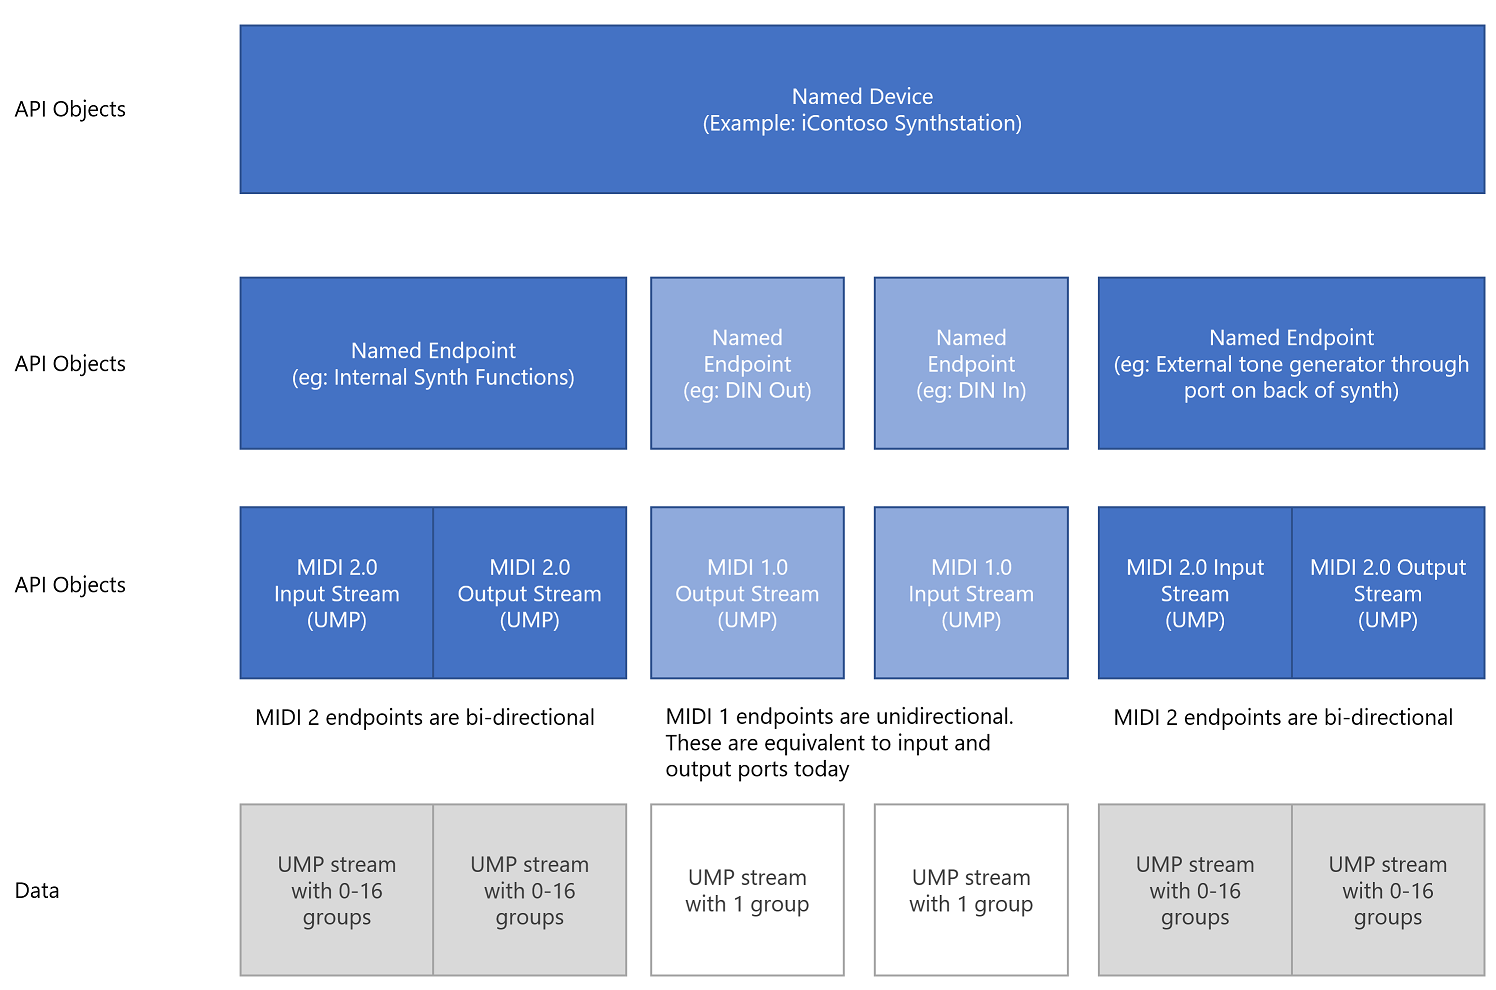 API Objects
Named Device
(Example: iContoso Synthstation)
API Objects
Named Endpoint
(eg: Internal Synth Functions)
Named
Endpoint
(eg: DIN Out)
Named
Endpoint
(eg: DIN In)
Named Endpoint
(eg: External tone generator through
port on back of synth)
API Objects
MIDI 2.0
Input Stream
(UMP)
MIDI 2.0
Output Stream
(UMP)
MIDI 1.0
Output Stream
(UMP)
MIDI 1.0
Input Stream
(UMP)
MIDI 2.0 Input
Stream
(UMP)
MIDI 2.0 Output
Stream
(UMP)
MIDI 2 endpoints are bi-directional
MIDI 1 endpoints are unidirectional.
These are equivalent to input and
output ports today
MIDI 2 endpoints are bi-directional
Data
UMP stream
with 0-16
groups
UMP stream
with 0-16
groups
UMP stream
with 1 group
UMP stream
with 1 group
UMP stream
with 0-16
groups
UMP stream
with 0-16
groups